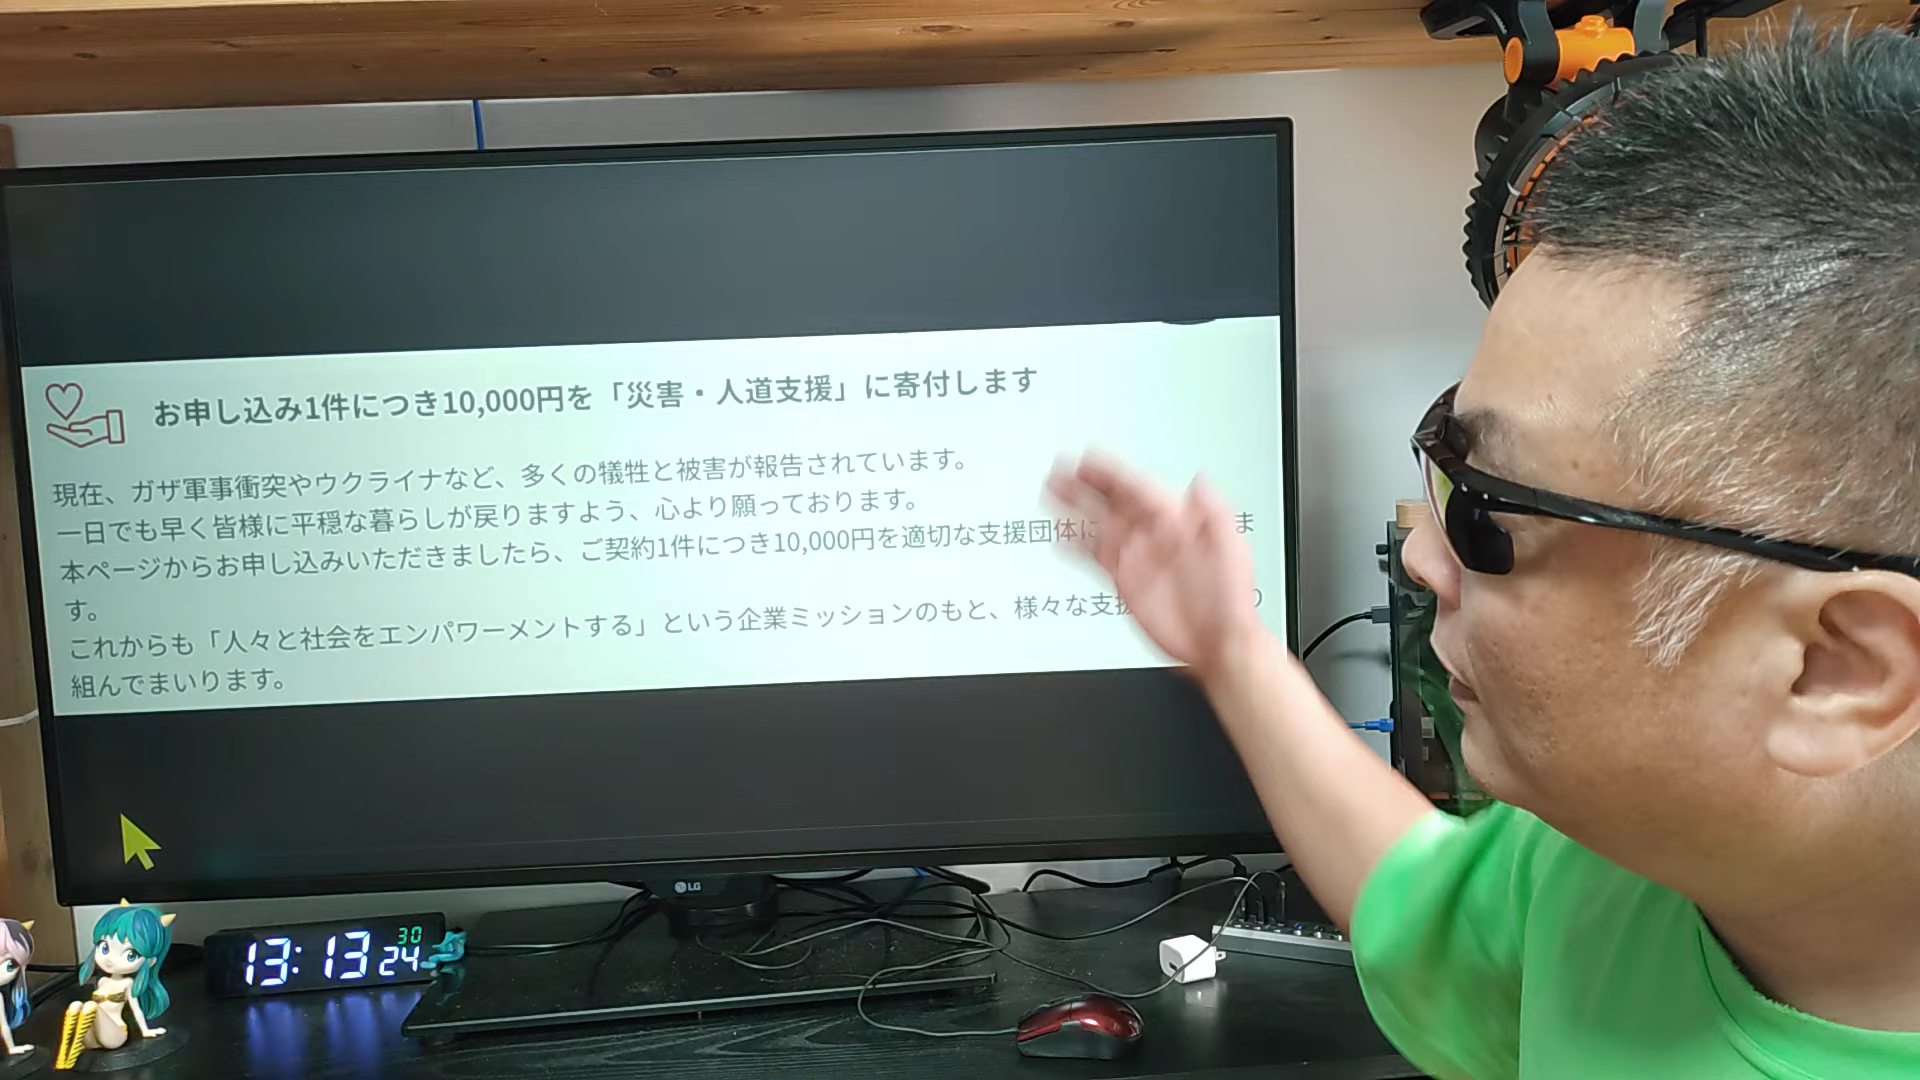 お申し込み1件につき10,000円を「災害・人道支援」に寄付します
現在、ガザ軍事衝突やウクライナなど、多くの犠牲と被害が報告されています。
一日でも早く皆様に平穏な暮らしが戻りますよう、心より願っております。
本ページからお申し込みいただきましたら、ご契約1件につき10,000円を適切な支援団体に ま
す。
これからも「人々と社会をエンパワーメントする」という企業ミッションのもと、様々な支援 り
組んでまいります。
LG
13:13 24 30